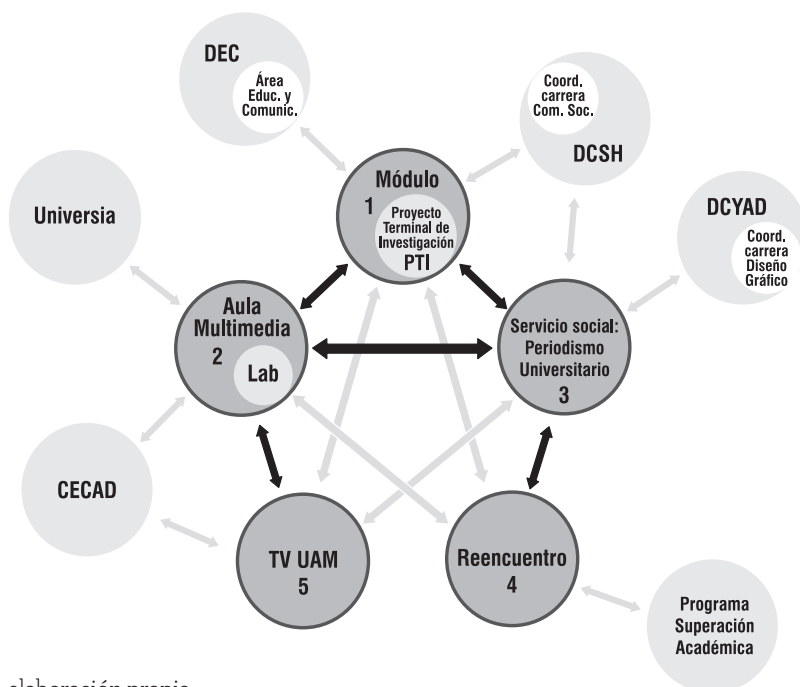 DEC
Área
Educ. y
Comunic.
Coord.
carrera
Com. Soc.
DCSH
Universia
Módulo
1
Proyecto
Terminal de
Investigación
PTI
DCYAD
Coord.
carrera
Diseño
Gráfico
Aula
Multimedia
2
Lab
Servicio social:
Periodismo
Universitario
3
CECAD
TV UAM
5
Reencuentro
4
Programa
Superación
Académica
elaboración propia